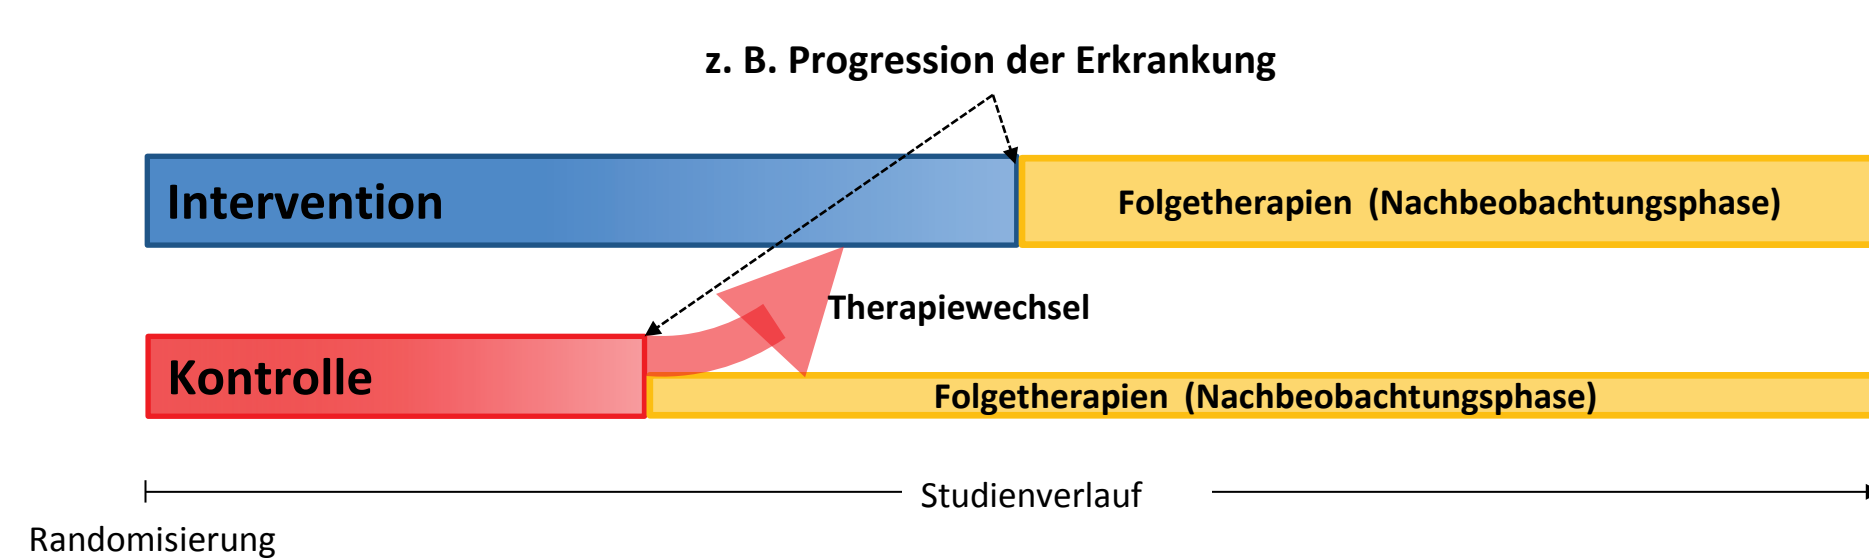 z. B. Progression der Erkrankung
Intervention
Folgetherapien (Nachbeobachtungsphase)
Therapiewechsel
Kontrolle
Folgetherapien (Nachbeobachtungsphase)
Studienverlauf
Randomisierung